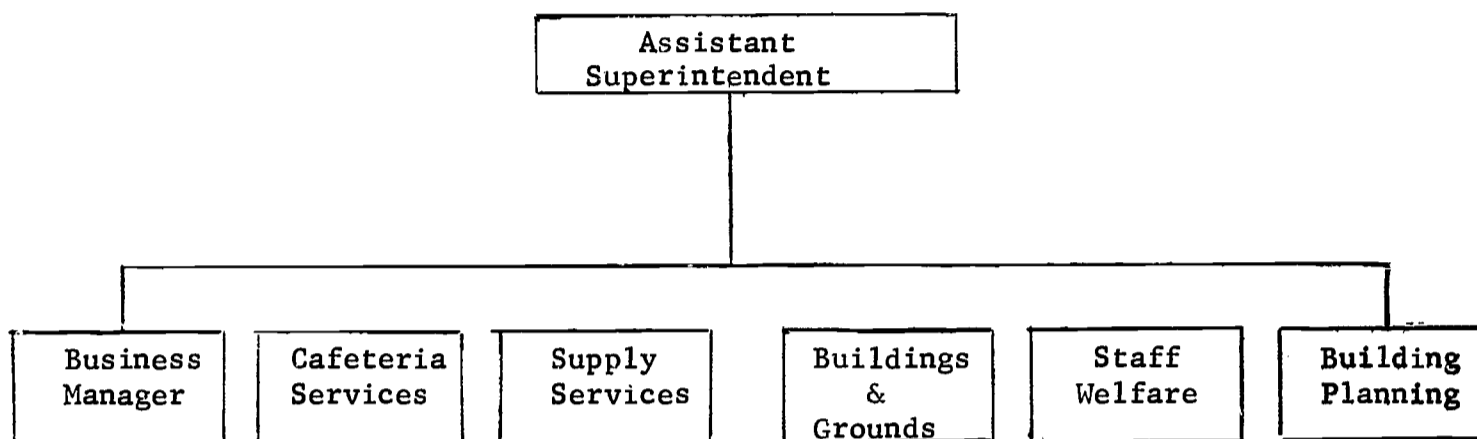 Assistant
Superintendent
Business
Manager
Cafeteria
Services
Supply
Services
Buildings
&
Grounds
Staff
Welfare
Building
Planning